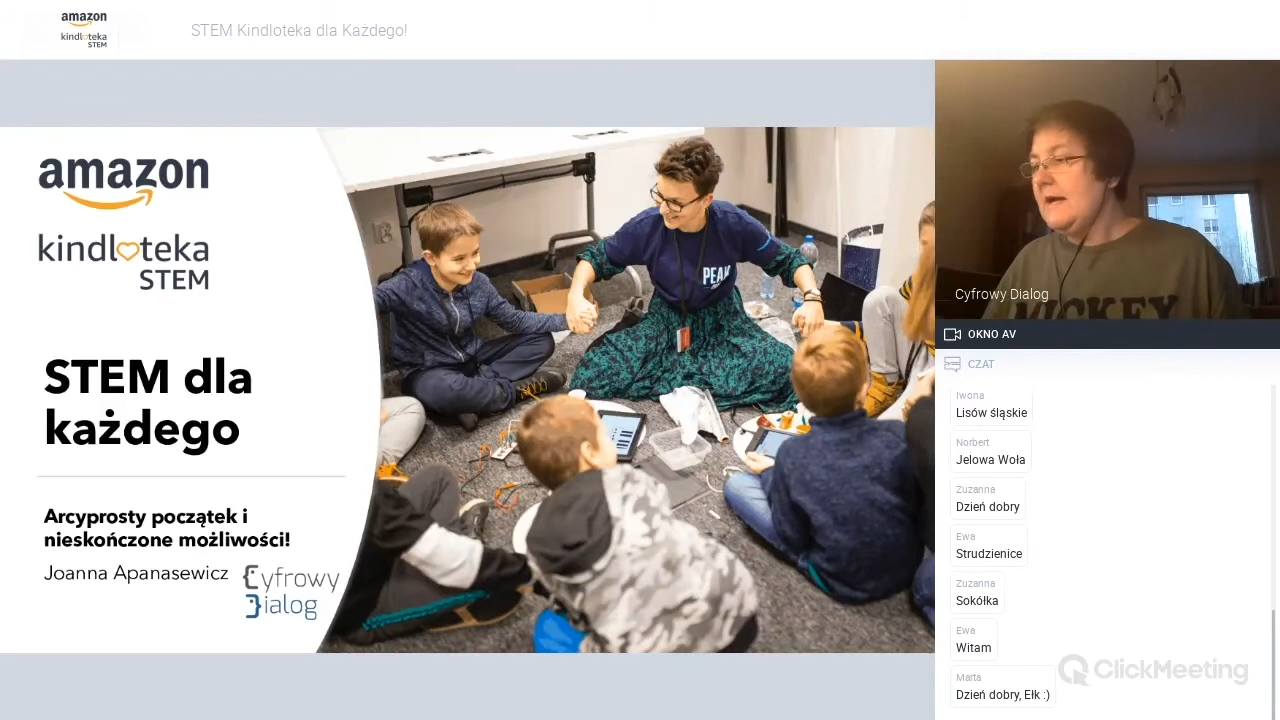 amazon
kindloteka
STEM
STEM Kindloteka dla Każdego!
amazon
kindloteka
STEM
STEM dla
każdego
Arcyprosty początek i
nieskończone możliwości!
Joanna Apanasewicz
Cyfrowy
Dialog
PEAK
Cyfrowy Dialog
MICKEY
OKNO AV
CZAT
Iwona
Lisów śląskie
Norbert
Jelowa Woła
Zuzanna
Dzień dobry
Ewa
Strudzienice
Zuzanna
Sokółka
Ewa
Witam
Marta
Dzień dobry, Ełk :)
ClickMeeting